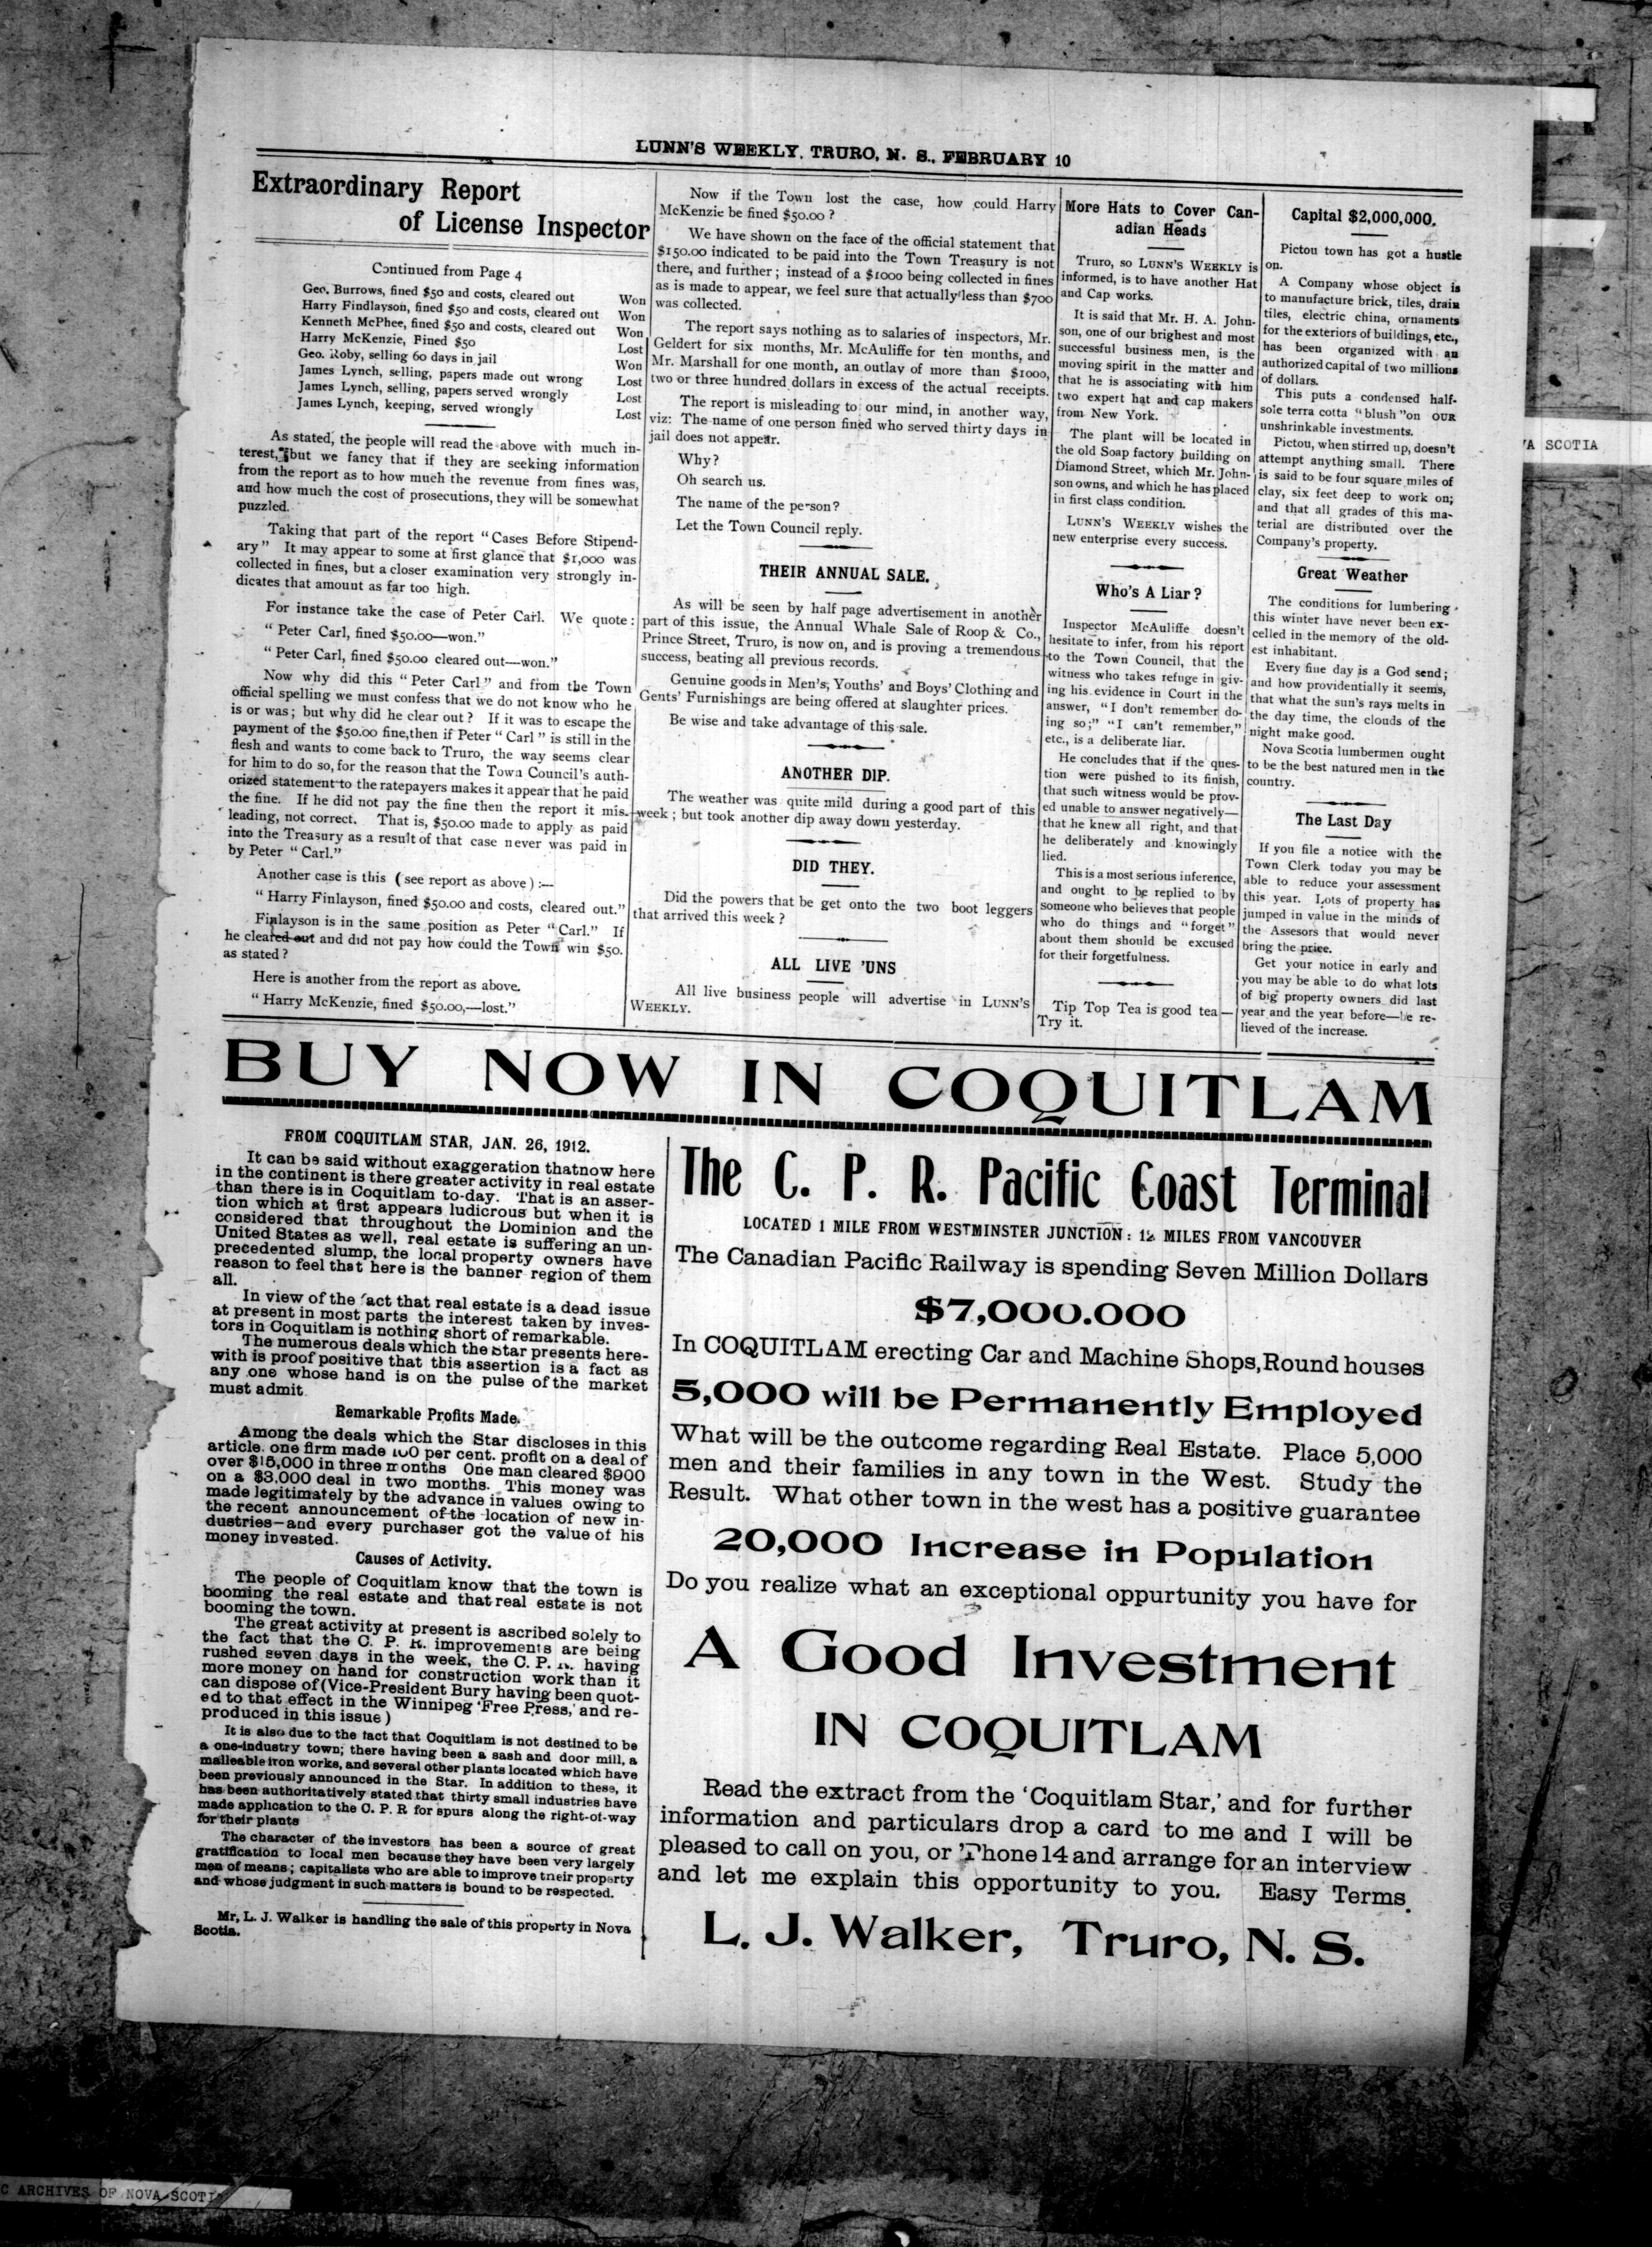 LUNN'S WEEKLY, TRURO, N. S., FEBRUARY 10
Extraordinary Report
of License Inspector
Continued from Page 4
Geo. Burrows, fined $50 and costs, cleared out Won
Harry Findlayson, fined $50 and costs, cleared out Won
Kenneth McPhee, fined $50 and costs, cleared out Won
Harry McKenzie, Fined $50 Lost
Geo. Roby, selling 60 days in jail Won
James Lynch, selling, papers made out wrong Lost
James Lynch, selling, papers served wrongly Lost
James Lynch, keeping, served wrongly Lost
As stated, the people will read the above with much in-
terest, but we fancy that if they are seeking information
from the report as to how much the revenue from fines was,
and how much the cost of prosecutions, they will be somewhat
puzzled.
Taking that part of the report "Cases Before Stipend-
ary" It may appear to some at first glance that $1,000 was
collected in fines, but a closer examination very strongly in-
dicates that amount as far too high.
For instance take the case of Peter Carl. We quote:
"Peter Carl, fined $50.00—won."
"Peter Carl, fined $50.00 cleared out—won."
Now why did this "Peter Carl" and from the Town
official spelling we must confess that we do not know who he
is or was; but why did he clear out? If it was to escape the
payment of the $50.00 fine,then if Peter "Carl" is still in the
flesh and wants to come back to Truro, the way seems clear
for him to do so, for the reason that the Town Council's auth-
orized statement to the ratepayers makes it appear that he paid
the fine. If he did not pay the fine then the report it mis-
leading, not correct. That is, $50.00 made to apply as paid
into the Treasury as a result of that case never was paid in
by Peter "Carl."
Another case is this (see report as above):—
"Harry Finlayson, fined $50.00 and costs, cleared out."
Finlayson is in the same position as Peter "Carl." If
he cleared out and did not pay how could the Town win $50.
as stated?
Here is another from the report as above.
"Harry McKenzie, fined $50.00,—lost."
Now if the Town lost the case, how could Harry
McKenzie be fined $50.00?
We have shown on the face of the official statement that
$150.00 indicated to be paid into the Town Treasury is not
there, and further; instead of a $1000 being collected in fines
as is made to appear, we feel sure that actually less than $700
was collected.
The report says nothing as to salaries of inspectors, Mr.
Geldert for six months, Mr. McAuliffe for ten months, and
Mr. Marshall for one month, an outlay of more than $1000,
two or three hundred dollars in excess of the actual receipts.
The report is misleading to our mind, in another way,
viz: The name of one person fined who served thirty days in
jail does not appear.
Why?
Oh search us.
The name of the person?
Let the Town Council reply.
THEIR ANNUAL SALE.
As will be seen by half page advertisement in another
part of this issue, the Annual Whale Sale of Roop & Co.,
Prince Street, Truro, is now on, and is proving a tremendous
success, beating all previous records.
Genuine goods in Men's, Youths' and Boys' Clothing and
Gents' Furnishings are being offered at slaughter prices.
Be wise and take advantage of this sale.
ANOTHER DIP.
The weather was quite mild during a good part of this
week; but took another dip away down yesterday.
DID THEY.
Did the powers that be get onto the two boot leggers
that arrived this week?
ALL LIVE 'UNS
All live business people will advertise in LUNN'S
WEEKLY.
More Hats to Cover Can-
adian Heads
Truro, so LUNN'S WEEKLY is
informed, is to have another Hat
and Cap works.
It is said that Mr. H. A. John-
son, one of our brighest and most
successful business men, is the
moving spirit in the matter and
that he is associating with him
two expert hat and cap makers
from New York.
The plant will be located in
the old Soap factory building on
Diamond Street, which Mr. John-
son owns, and which he has placed
in first class condition.
LUNN'S WEEKLY wishes the
new enterprise every success.
Who's A Liar?
Inspector McAuliffe doesn't
hesitate to infer, from his report
to the Town Council, that the
witness who takes refuge in giv-
ing his evidence in Court in the
answer, "I don't remember do-
ing so;" "I can't remember,"
etc., is a deliberate liar.
He concludes that if the ques-
tion were pushed to its finish,
that such witness would be prov-
ed unable to answer negatively—
that he knew all right, and that
he deliberately and knowingly
lied.
This is a most serious inference,
and ought to be replied to by
someone who believes that people
who do things and "forget"
about them should be excused
for their forgetfulness.
Tip Top Tea is good tea—
Try it.
Capital $2,000,000.
Pictou town has got a hustle
on.
A Company whose object is
to manufacture brick, tiles, drain
tiles, electric china, ornaments
for the exteriors of buildings, etc.,
has been organized with an
authorized capital of two millions
of dollars.
This puts a condensed half-
sole terra cotta "blush" on OUR
unshrinkable investments.
Pictou, when stirred up, doesn't
attempt anything small. There
is said to be four square miles of
clay, six feet deep to work on;
and that all grades of this ma-
terial are distributed over the
Company's property.
Great Weather
The conditions for lumbering
this winter have never been ex-
celled in the memory of the old-
est inhabitant.
Every fine day is a God send;
and how providentially it seems,
that what the sun's rays melts in
the day time, the clouds of the
night make good.
Nova Scotia lumbermen ought
to be the best natured men in the
country.
The Last Day
If you file a notice with the
Town Clerk today you may be
able to reduce your assessment
this year. Lots of property has
jumped in value in the minds of
the Assesors that would never
bring the price.
Get your notice in early and
you may be able to do what lots
of big property owners did last
year and the year before—be re-
lieved of the increase.
BUY NOW IN COQUITLAM
FROM COQUITLAM STAR, JAN. 26, 1912.
It can be said without exaggeration thatnow here
in the continent is there greater activity in real estate
than there is in Coquitlam to-day. That is an asser-
tion which at first appears ludicrous but when it is
considered that throughout the Dominion and the
United States as well, real estate is suffering an un-
precedented slump, the local property owners have
reason to feel that here is the banner region of them
all.
In view of the fact that real estate is a dead issue
at present in most parts the interest taken by inves-
tors in Coquitlam is nothing short of remarkable.
The numerous deals which the Star presents here-
with is proof positive that this assertion is a fact as
any one whose hand is on the pulse of the market
must admit
Remarkable Profits Made.
Among the deals which the Star discloses in this
article. one firm made 100 per cent. profit on a deal of
over $15,000 in three months One man cleared $900
on a $3,000 deal in two months. This money was
made legitimately by the advance in values owing to
the recent announcement of the location of new in-
dustries—and every purchaser got the value of his
money invested.
Causes of Activity.
The people of Coquitlam know that the town is
booming the real estate and that real estate is not
booming the town.
The great activity at present is ascribed solely to
the fact that the C. P. R. improvements are being
rushed seven days in the week, the C. P. R. having
more money on hand for construction work than it
can dispose of (Vice-President Bury having been quot-
ed to that effect in the Winnipeg 'Free Press,' and re-
produced in this issue)
It is also due to the fact that Coquitlam is not destined to be
a one-industry town; there having been a sash and door mill, a
malleable iron works, and several other plants located which have
been previously announced in the Star. In addition to these, it
has been authoritatively stated that thirty small industries have
made application to the C. P. R for spurs along the right-of-way
for their plants
The character of the investors has been a source of great
gratification to local men because they have been very largely
men of means; capitalists who are able to improve their property
and whose judgment in such matters is bound to be respected.
Mr, L. J. Walker is handling the sale of this property in Nova
Scotia.
The C. P. R. Pacific Coast Terminal
LOCATED 1 MILE FROM WESTMINSTER JUNCTION: MILES FROM VANCOUVER
The Canadian Pacific Railway is spending Seven Million Dollars
$7,000.000
In COQUITLAM erecting Car and Machine Shops,Round houses
5,000 will be Permanently Employed
What will be the outcome regarding Real Estate. Place 5,000
men and their families in any town in the West. Study the
Result. What other town in the west has a positive guarantee
20,000 Increase in Population
Do you realize what an exceptional oppurtunity you have for
A Good Investment
IN COQUITLAM
Read the extract from the 'Coquitlam Star,' and for further
information and particulars drop a card to me and I will be
pleased to call on you, or 'Phone 14 and arrange for an interview
and let me explain this opportunity to you. Easy Terms.
L. J. Walker, Truro, N. S.
VA SCOTIA
C ARCHIVES OF NOVA SCOTIA